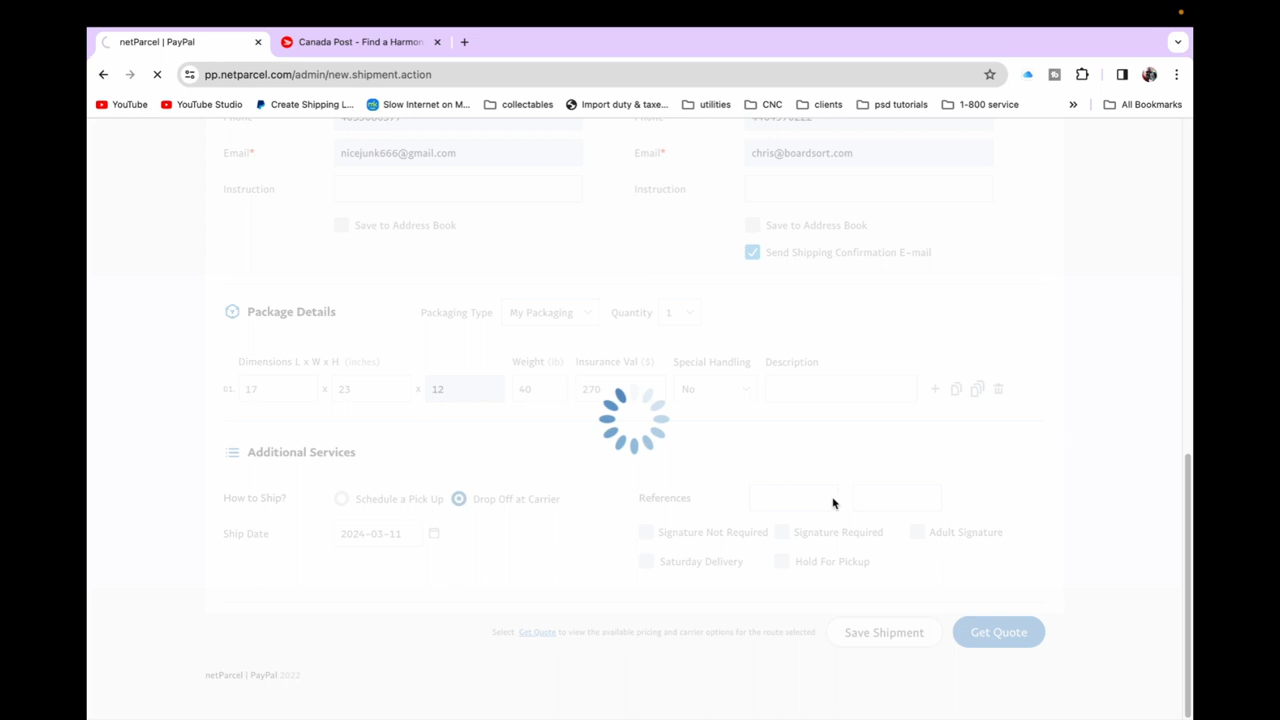 netParcel | PayPal
Canada Post - Find a Harmon
pp.netparcel.com/admin/new.shipment.action
YouTube
YouTube Studio
Create Shipping L...
Slow Internet on M...
collectables
Import duty & taxe...
utilities
CNC
clients
psd tutorials
1-800 service
All Bookmarks
Email* nicejunk666@gmail.com Email* chris@boardsort.com
Instruction Instruction
Save to Address Book Save to Address Book
Send Shipping Confirmation E-mail
Package Details Packaging Type My Packaging Quantity 1
Dimensions L x W x H (inches) Weight (lb) Insurance Val ($) Special Handling Description
01. 17 x 23 x 12 40 270 No
Additional Services
How to Ship? Schedule a Pick Up Drop Off at Carrier References
Ship Date 2024-03-11 Signature Not Required Signature Required Adult Signature
Saturday Delivery Hold For Pickup
Select Get Quote to view the available pricing and carrier options for the route selected Save Shipment Get Quote
netParcel | PayPal 2022